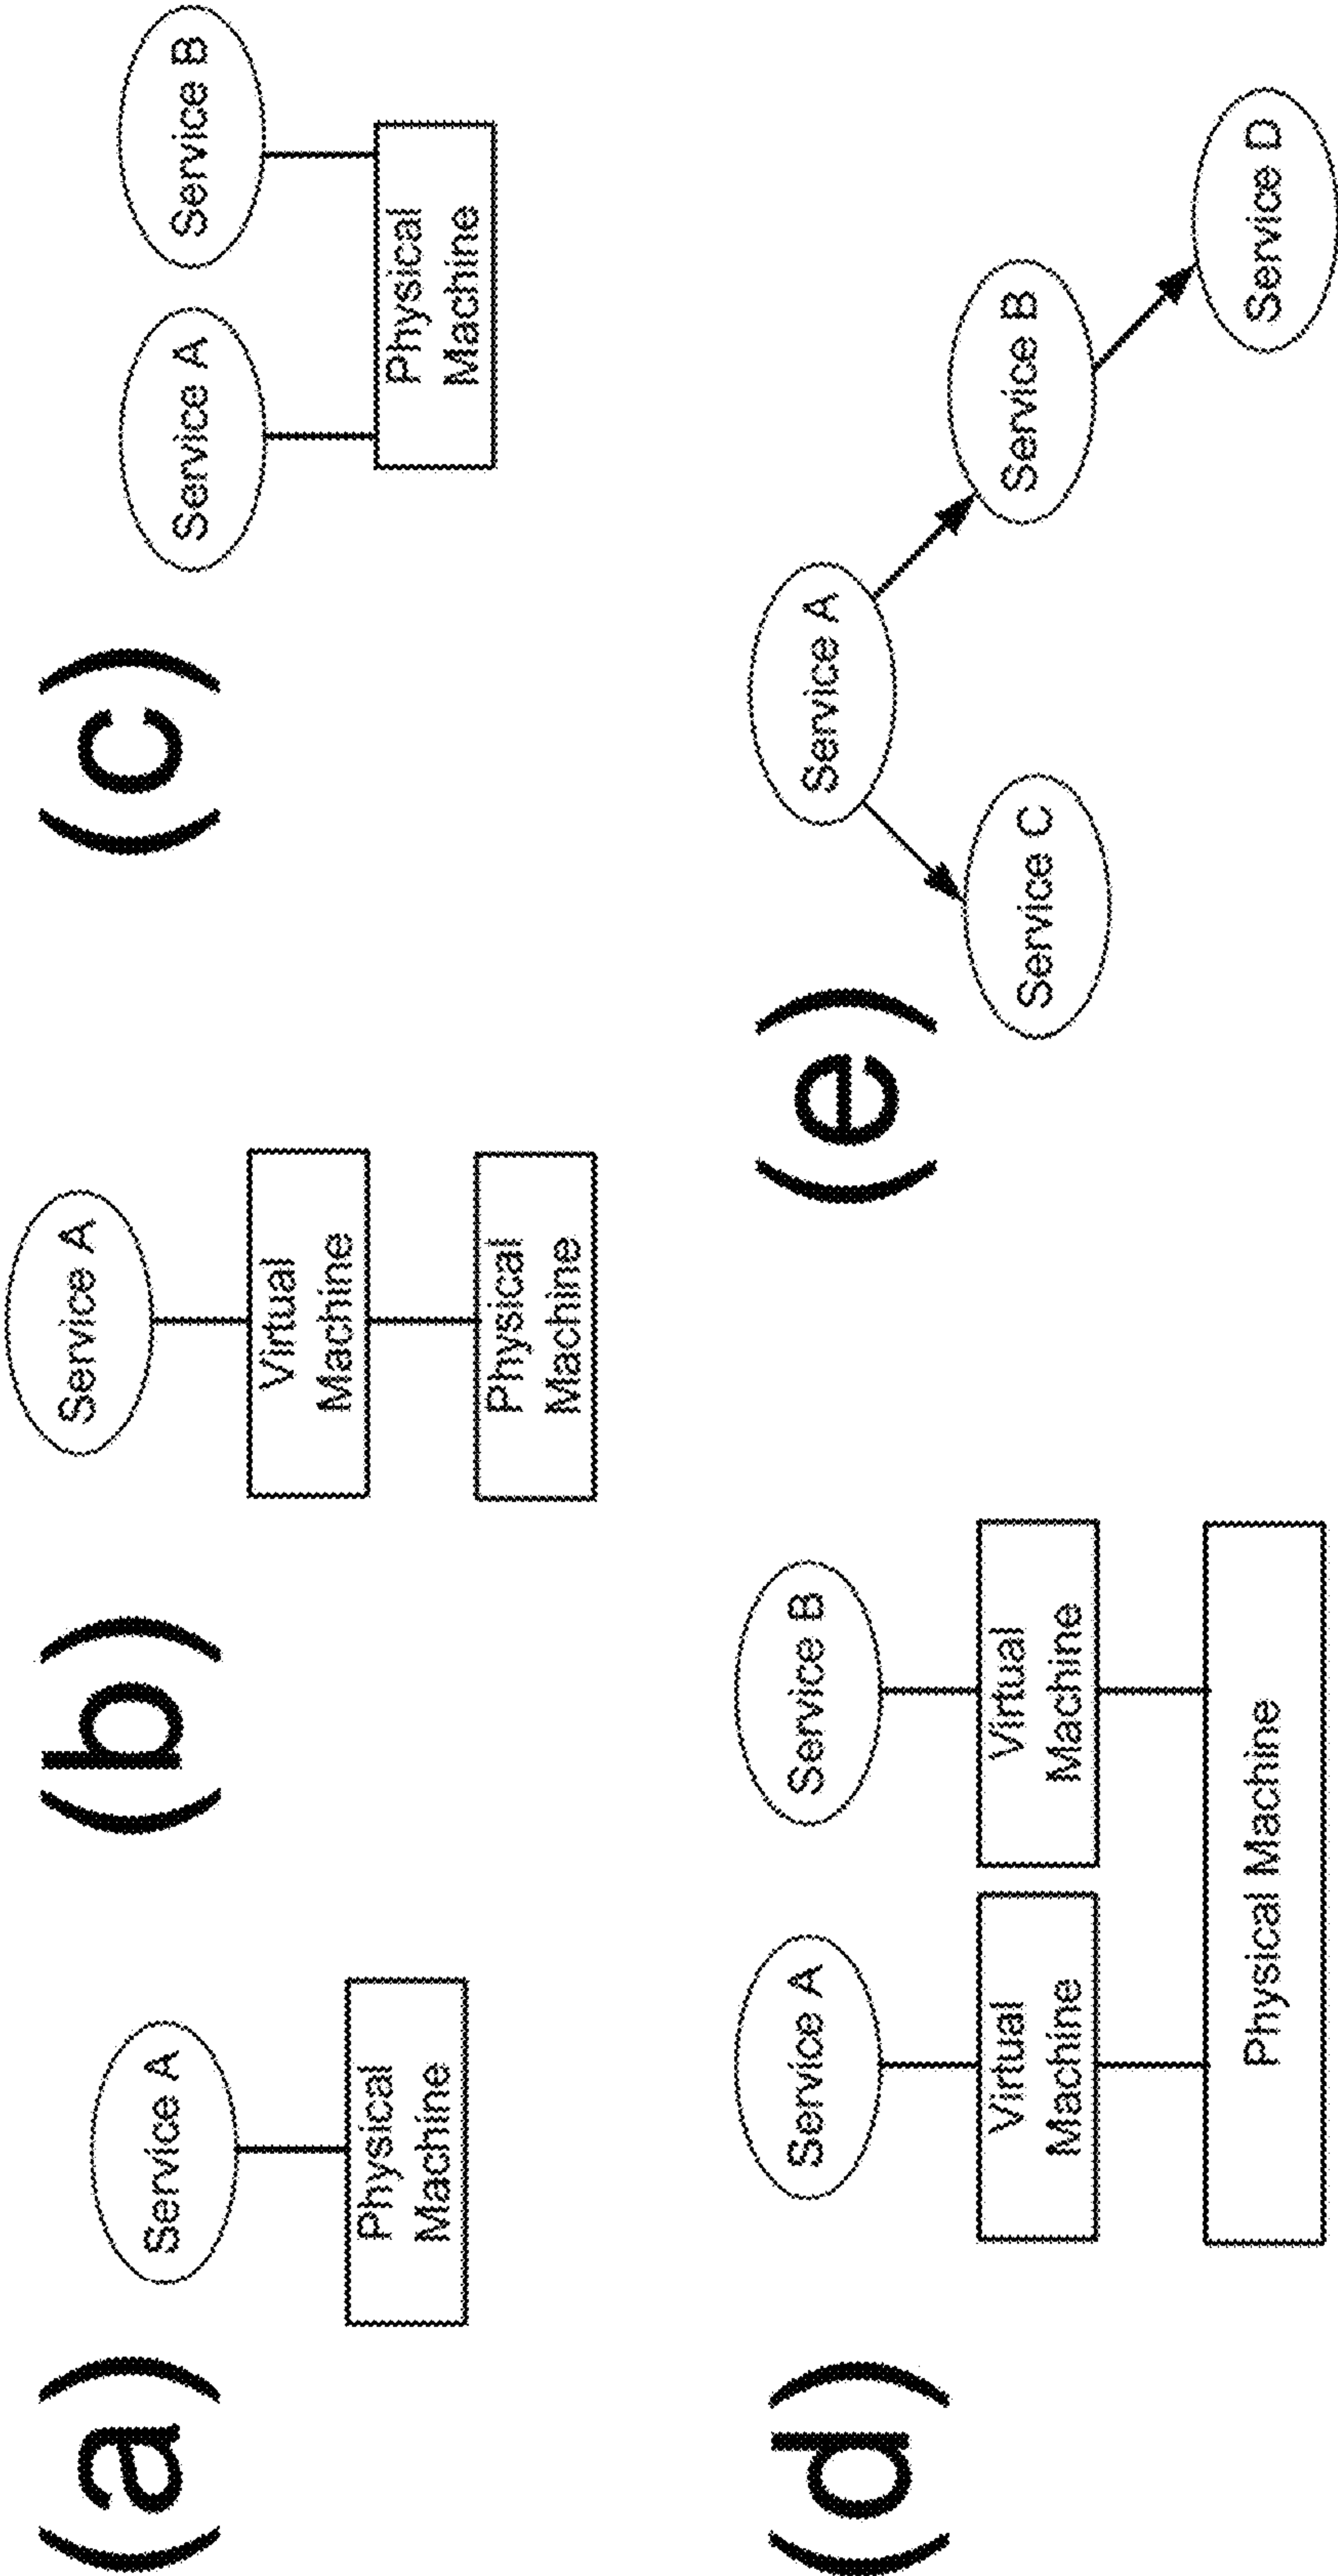 (a)
Service A
Physical
Machine
(b)
Service A
Virtual
Machine
Physical
Machine
(c)
Service A
Service B
Physical
Machine
(d)
Service A
Service B
Virtual
Machine
Virtual
Machine
Physical Machine
(e)
Service A
Service C
Service B
Service D